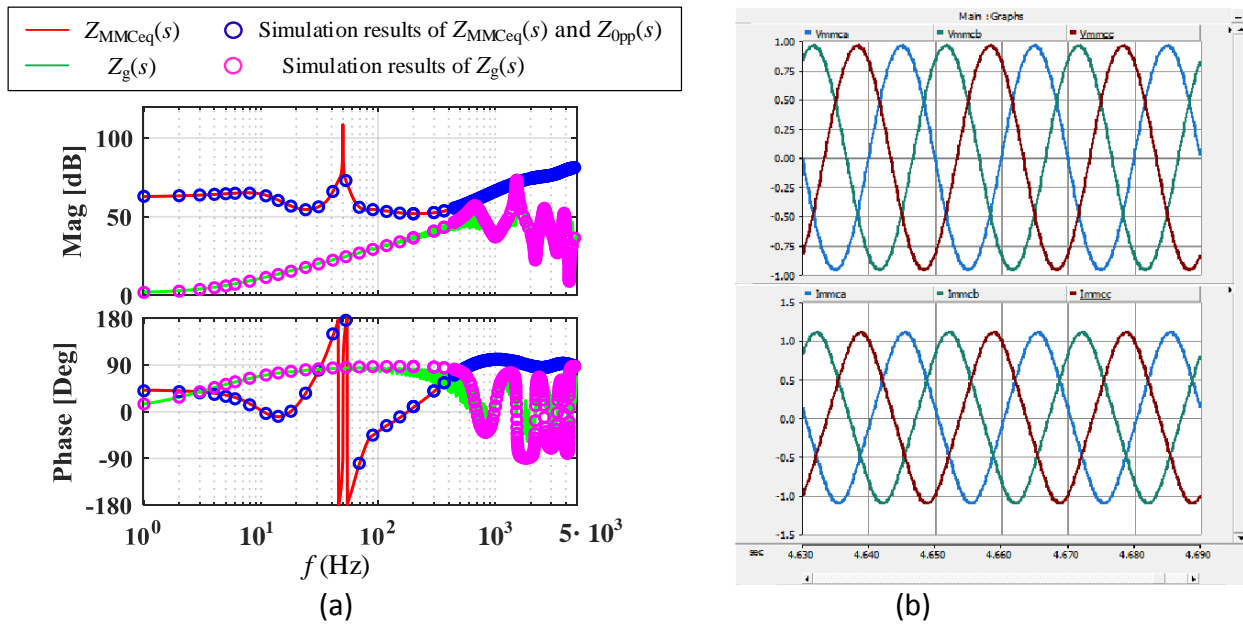 Z_MMCeq(s) Simulation results of Z_MMCeq(s) and Z_0pp(s)
Z_g(s) Simulation results of Z_g(s)
Mag [dB]
100
50
0
Phase [Deg]
180
90
0
-90
-180
10^0 10^1 10^2 10^3 5· 10^3
f (Hz)
(a)
Main : Graphs
Vmmca Vmmcb Vmmcc
1.00
0.75
0.50
0.25
0.00
-0.25
-0.50
-0.75
-1.00
Immca Immcb Immcc
1.5
1.0
0.5
0.0
-0.5
-1.0
-1.5
sec 4.630 4.640 4.650 4.660 4.670 4.680 4.690
(b)